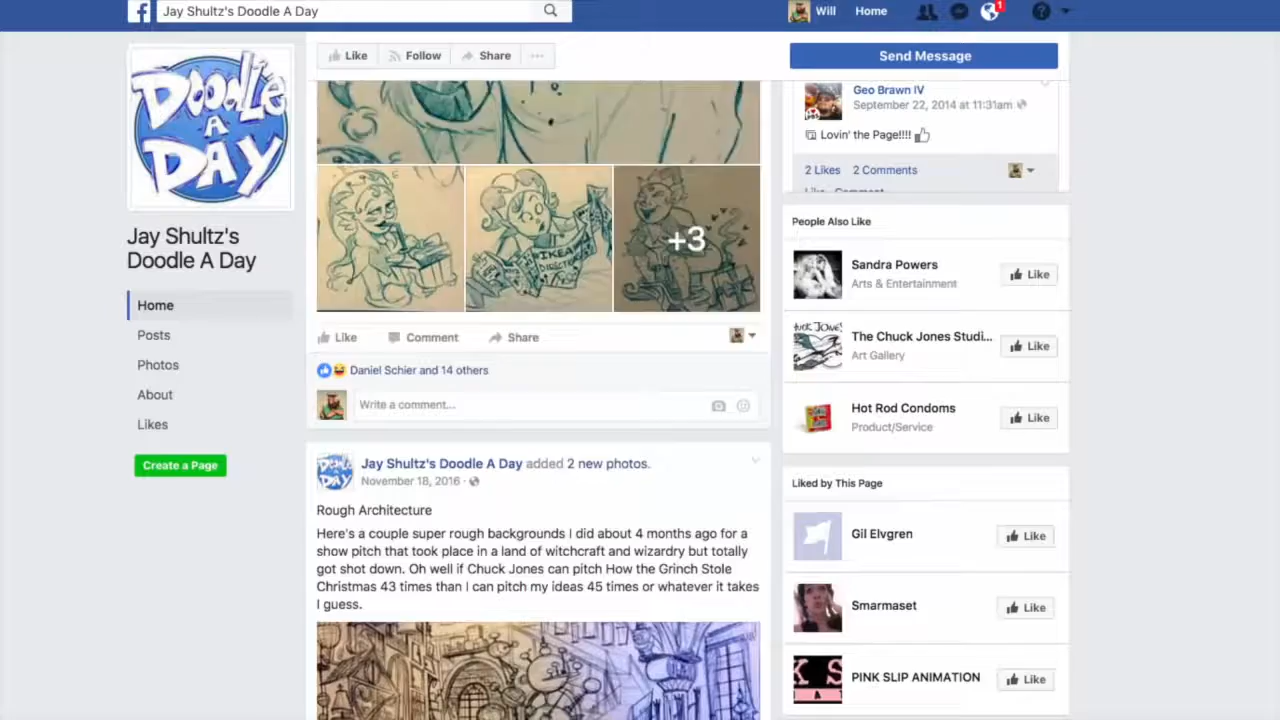 Jay Shultz's Doodle A Day
Will
Home
1
DOODLE
A
DAY
Jay Shultz's
Doodle A Day
Home
Posts
Photos
About
Likes
Create a Page
Like
Follow
Share
Send Message
IKEA
DIRECTIO
+3
Like
Comment
Share
Daniel Schier and 14 others
Write a comment...
DOODLE
A
DAY
Jay Shultz's Doodle A Day added 2 new photos.
November 18, 2016
Rough Architecture
Here's a couple super rough backgrounds I did about 4 months ago for a
show pitch that took place in a land of witchcraft and wizardry but totally
got shot down. Oh well if Chuck Jones can pitch How the Grinch Stole
Christmas 43 times than I can pitch my ideas 45 times or whatever it takes
I guess.
Geo Brawn IV
September 22, 2014 at 11:31am
Lovin' the Page!!!!
2 Likes 2 Comments
Like Comment
People Also Like
Sandra Powers
Arts & Entertainment
Like
The Chuck Jones Studi...
Art Gallery
Like
Hot Rod Condoms
Product/Service
Like
Liked by This Page
Gil Elvgren
Like
Smarmaset
Like
PINK SLIP ANIMATION
Like